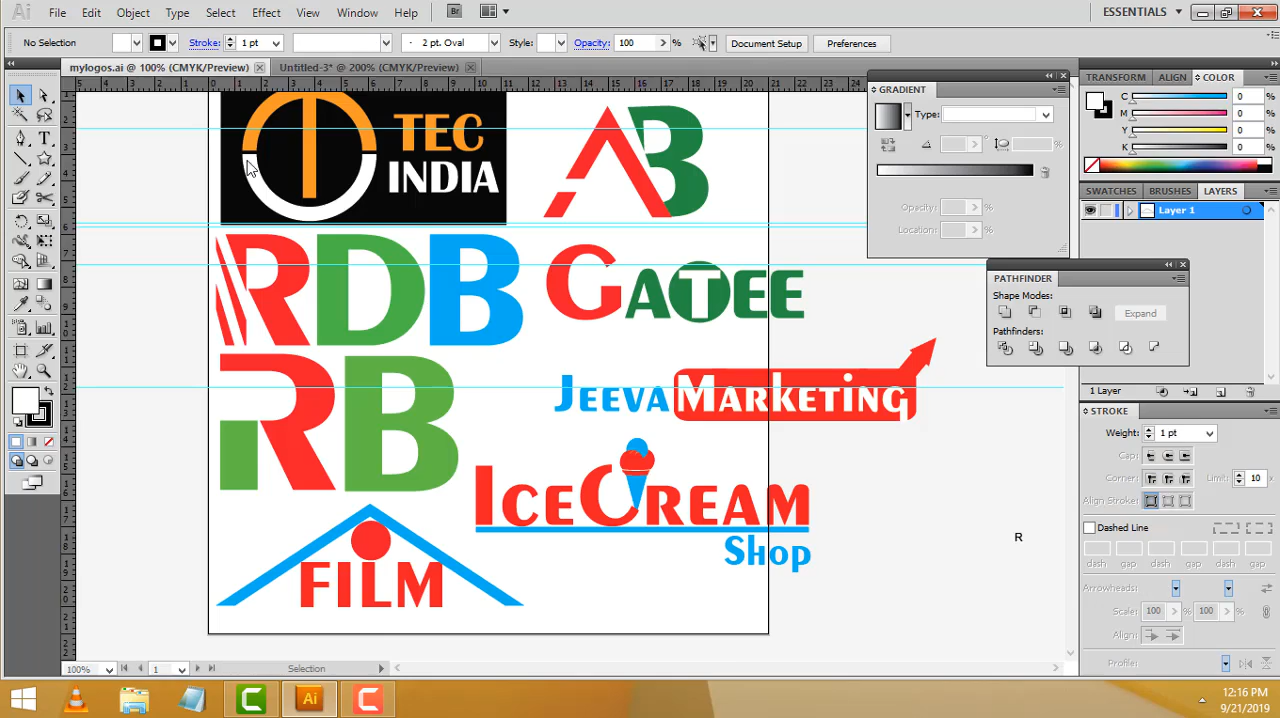 Ai File Edit Object Type Select Effect View Window Help Br ESSENTIALS
No Selection Stroke: 1 pt 2 pt. Oval Style: Opacity: 100 % Document Setup Preferences
mylogos.ai @ 100% (CMYK/Preview) Untitled-3* @ 200% (CMYK/Preview)
TEC
INDIA
AB
RDB
GATEE
RB
JEEVA MARKETING
ICECREAM
Shop
FILM
R
GRADIENT
Type:
%
Opacity: %
Location: %
PATHFINDER
Shape Modes:
Expand
Pathfinders:
TRANSFORM ALIGN COLOR
C 0 %
M 0 %
Y 0 %
K 0 %
SWATCHES BRUSHES LAYERS
Layer 1
1 Layer
STROKE
Weight: 1 pt
Cap:
Corner: Limit: 10 x
Align Stroke:
Dashed Line
dash gap dash gap dash gap
Arrowheads:
Scale: 100 % 100 %
Align:
Profile:
100% 1 Selection
Ai
12:16 PM
9/21/2019